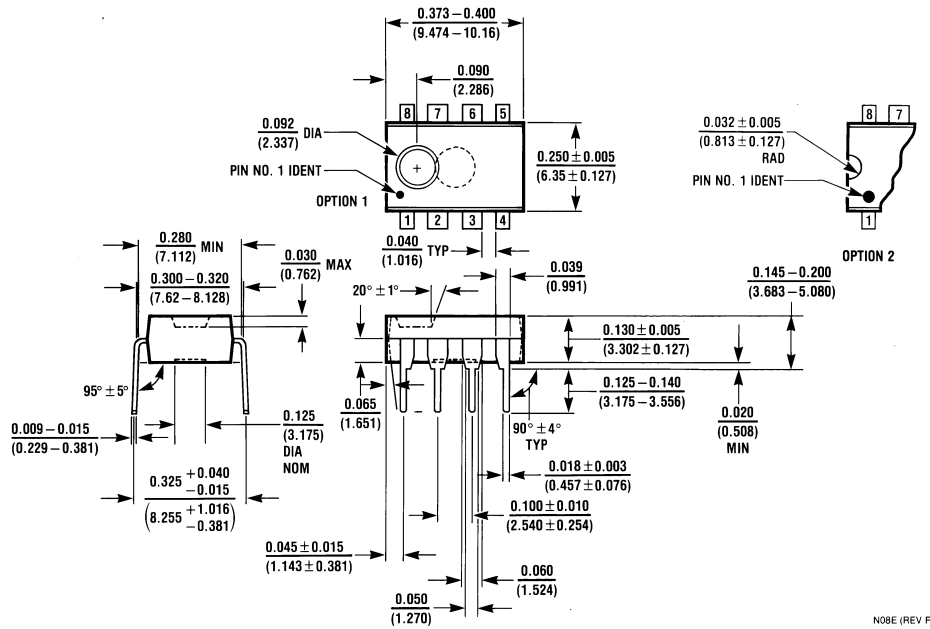 0.373 – 0.400
(9.474 – 10.16)
0.090
(2.286)
8 7 6 5
0.092
(2.337)
DIA
PIN NO. 1 IDENT
OPTION 1
0.250 ± 0.005
(6.35 ± 0.127)
1 2 3 4
8 7
0.032 ± 0.005
(0.813 ± 0.127)
RAD
PIN NO. 1 IDENT
1
OPTION 2
0.280
(7.112)
MIN
0.300 – 0.320
(7.62 – 8.128)
0.030
(0.762)
MAX
0.040
(1.016)
TYP
0.039
(0.991)
20° ± 1°
0.145 – 0.200
(3.683 – 5.080)
0.130 ± 0.005
(3.302 ± 0.127)
0.125 – 0.140
(3.175 – 3.556)
0.020
(0.508)
MIN
95° ± 5°
0.009 – 0.015
(0.229 – 0.381)
0.125
(3.175)
DIA
NOM
0.065
(1.651)
90° ± 4°
TYP
0.018 ± 0.003
(0.457 ± 0.076)
0.325 + 0.040
– 0.015
(8.255 + 1.016
– 0.381)
0.100 ± 0.010
(2.540 ± 0.254)
0.045 ± 0.015
(1.143 ± 0.381)
0.060
(1.524)
0.050
(1.270)
N08E (REV F